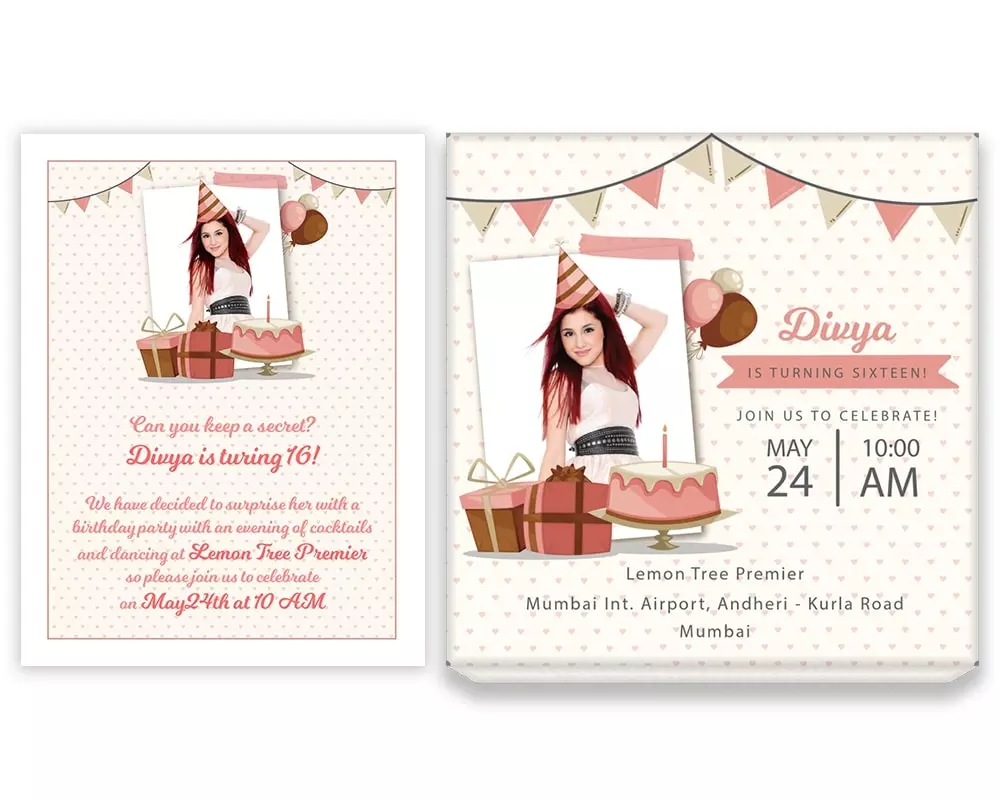 Can you keep a secret?
Divya is turing 16!
We have decided to surprise her with a
birthday party with an evening of cocktails
and dancing at Lemon Tree Premier
so please join us to celebrate
on May24th at 10 AM
Divya
IS TURNING SIXTEEN!
JOIN US TO CELEBRATE!
MAY 10:00
24 AM
Lemon Tree Premier
Mumbai Int. Airport, Andheri - Kurla Road
Mumbai